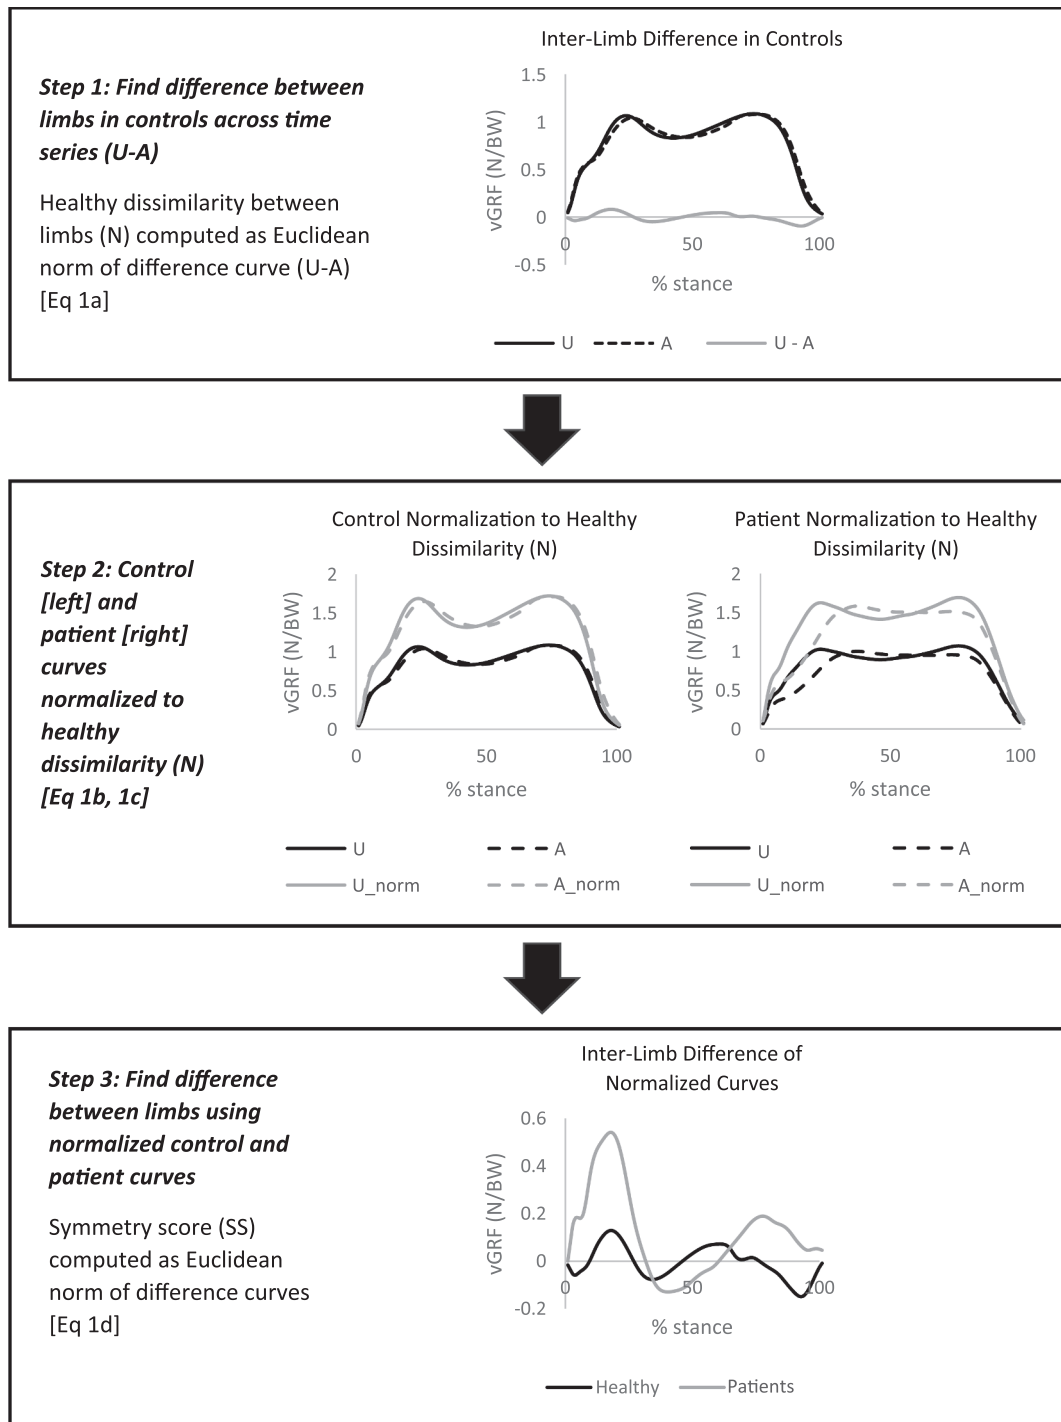 Step 1: Find difference between
limbs in controls across time
series (U-A)
Healthy dissimilarity between
limbs (N) computed as Euclidean
norm of difference curve (U-A)
[Eq 1a]
Inter-Limb Difference in Controls
vGRF (N/BW)
1.5
1
0.5
0
-0.5
0
50
100
% stance
U
A
U - A
Step 2: Control
[left] and
patient [right]
curves
normalized to
healthy
dissimilarity (N)
[Eq 1b, 1c]
Control Normalization to Healthy
Dissimilarity (N)
vGRF (N/BW)
2
1.5
1
0.5
0
0
50
100
% stance
U
A
U_norm
A_norm
Patient Normalization to Healthy
Dissimilarity (N)
vGRF (N/BW)
2
1.5
1
0.5
0
0
50
100
% stance
U
A
U_norm
A_norm
Step 3: Find difference
between limbs using
normalized control and
patient curves
Symmetry score (SS)
computed as Euclidean
norm of difference curves
[Eq 1d]
Inter-Limb Difference of
Normalized Curves
vGRF (N/BW)
0.6
0.4
0.2
0
-0.2
0
50
100
% stance
Healthy
Patients